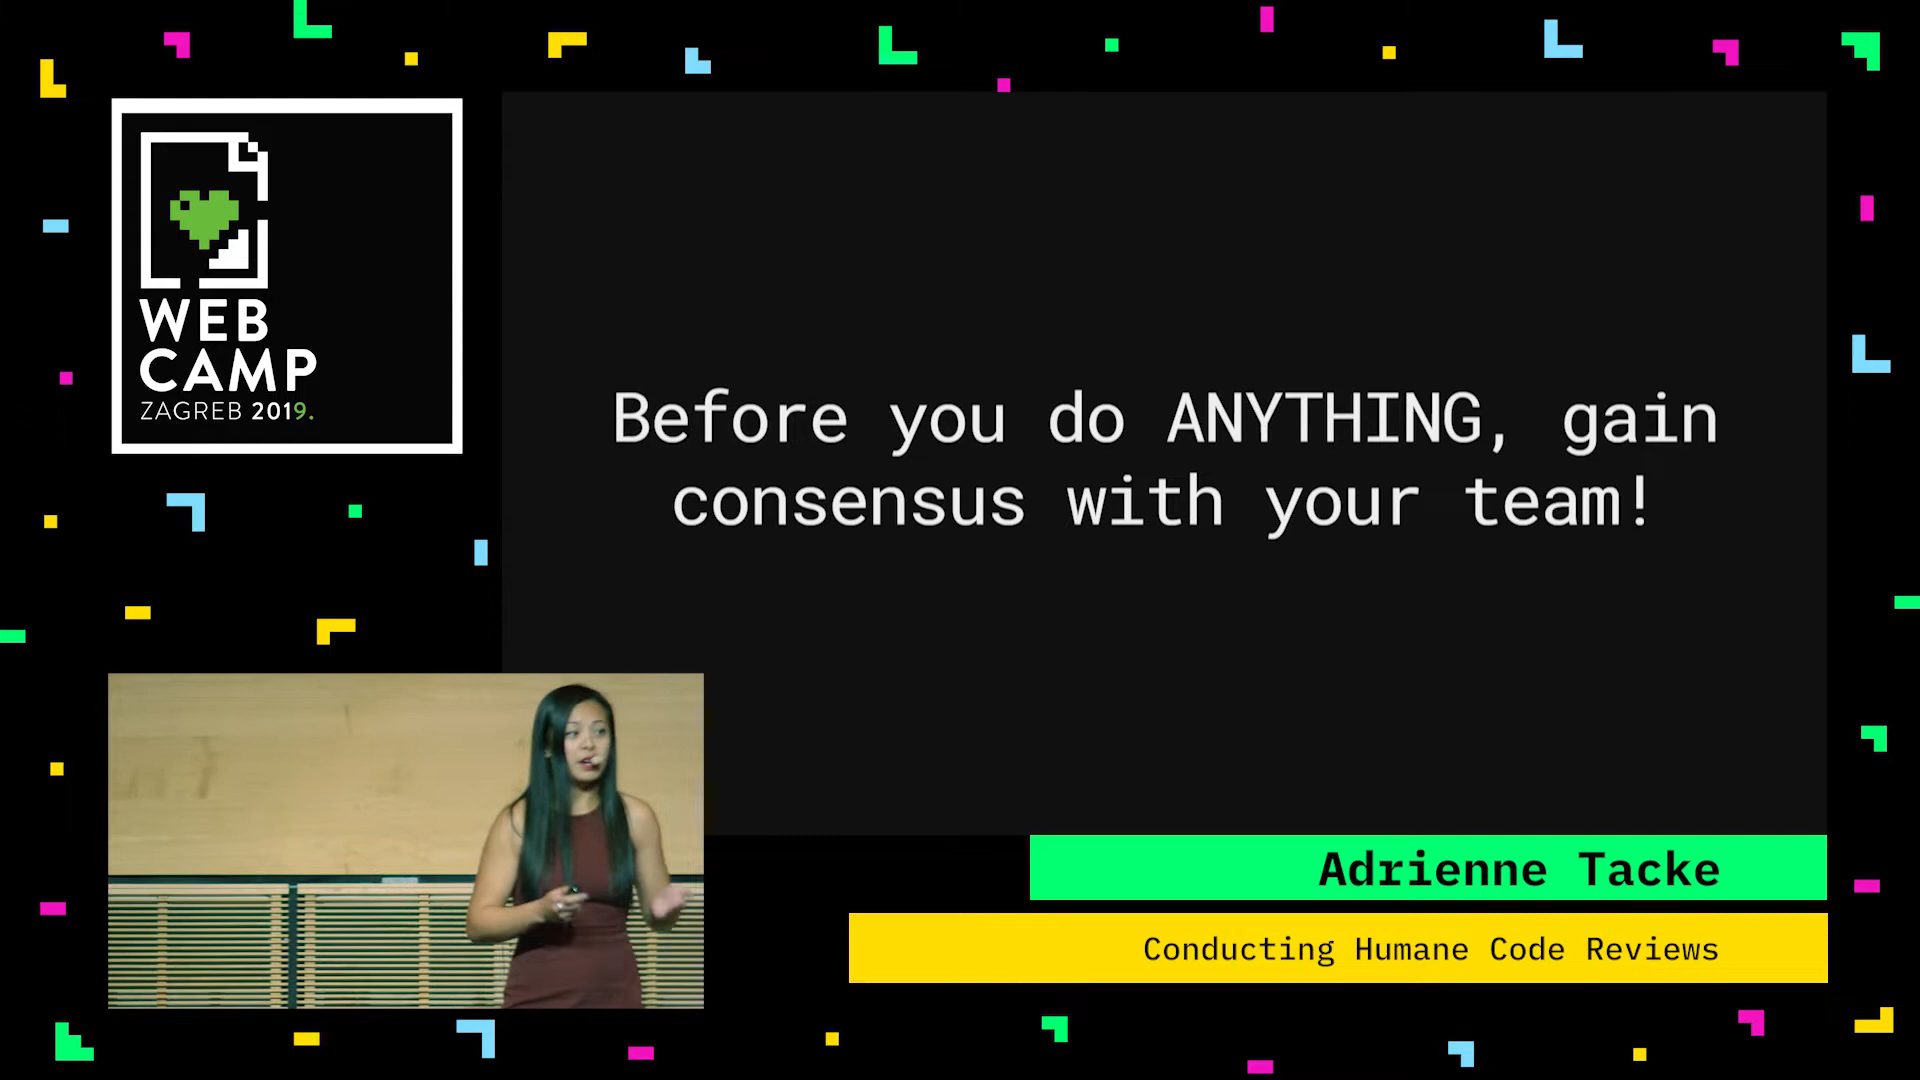 WEB
CAMP
ZAGREB 2019.
Before you do ANYTHING, gain
consensus with your team!
Adrienne Tacke
Conducting Humane Code Reviews